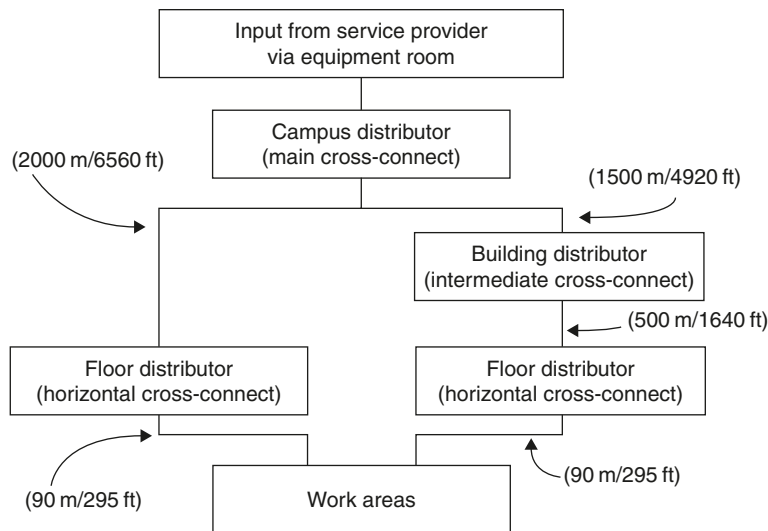 Input from service provider
via equipment room
Campus distributor
(main cross-connect)
(2000 m/6560 ft)
(1500 m/4920 ft)
Building distributor
(intermediate cross-connect)
(500 m/1640 ft)
Floor distributor
(horizontal cross-connect)
Floor distributor
(horizontal cross-connect)
(90 m/295 ft)
(90 m/295 ft)
Work areas